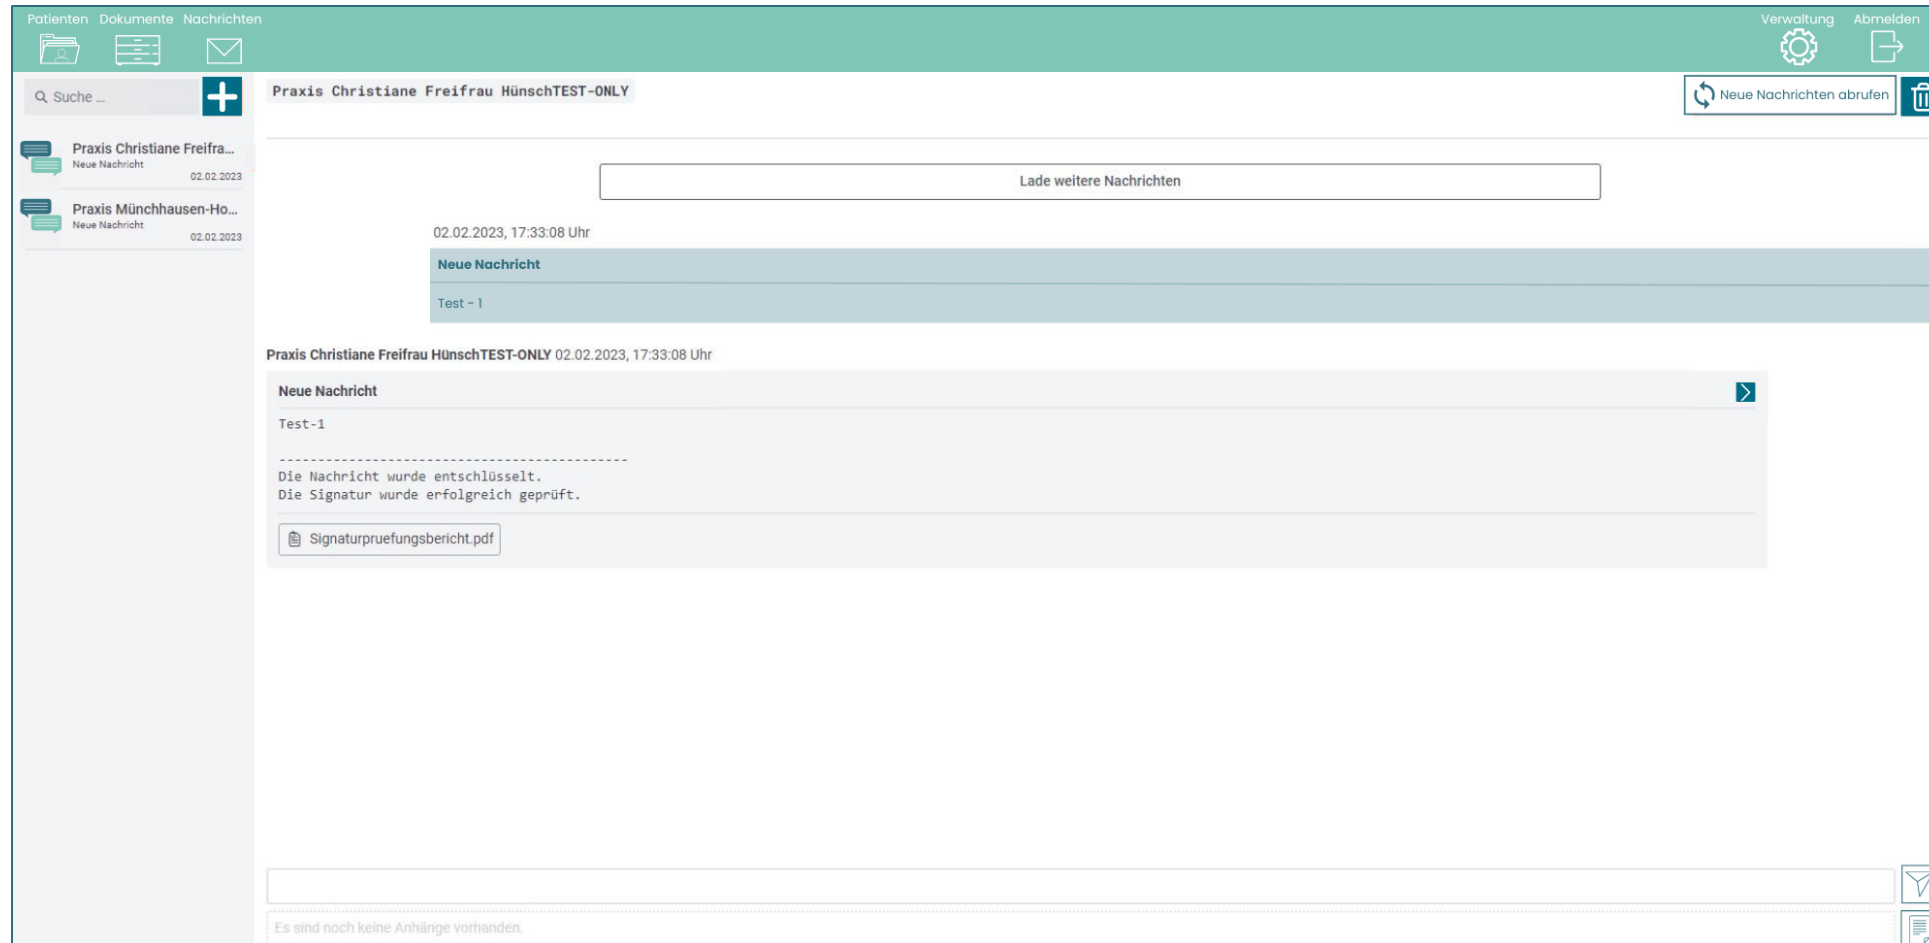 Patienten Dokumente Nachrichten
Verwaltung Abmelden
Suche ...
Praxis Christiane Freifrau HünschTEST-ONLY
Neue Nachrichten abrufen
Praxis Christiane Freifra...
Neue Nachricht
02.02.2023
Praxis Münchhausen-Ho...
Neue Nachricht
02.02.2023
Lade weitere Nachrichten
02.02.2023, 17:33:08 Uhr
Neue Nachricht
Test - 1
Praxis Christiane Freifrau HünschTEST-ONLY 02.02.2023, 17:33:08 Uhr
Neue Nachricht
Test-1
---------------------------------------------
Die Nachricht wurde entschlüsselt.
Die Signatur wurde erfolgreich geprüft.
Signaturpruefungsbericht.pdf
Es sind noch keine Anhänge vorhanden.